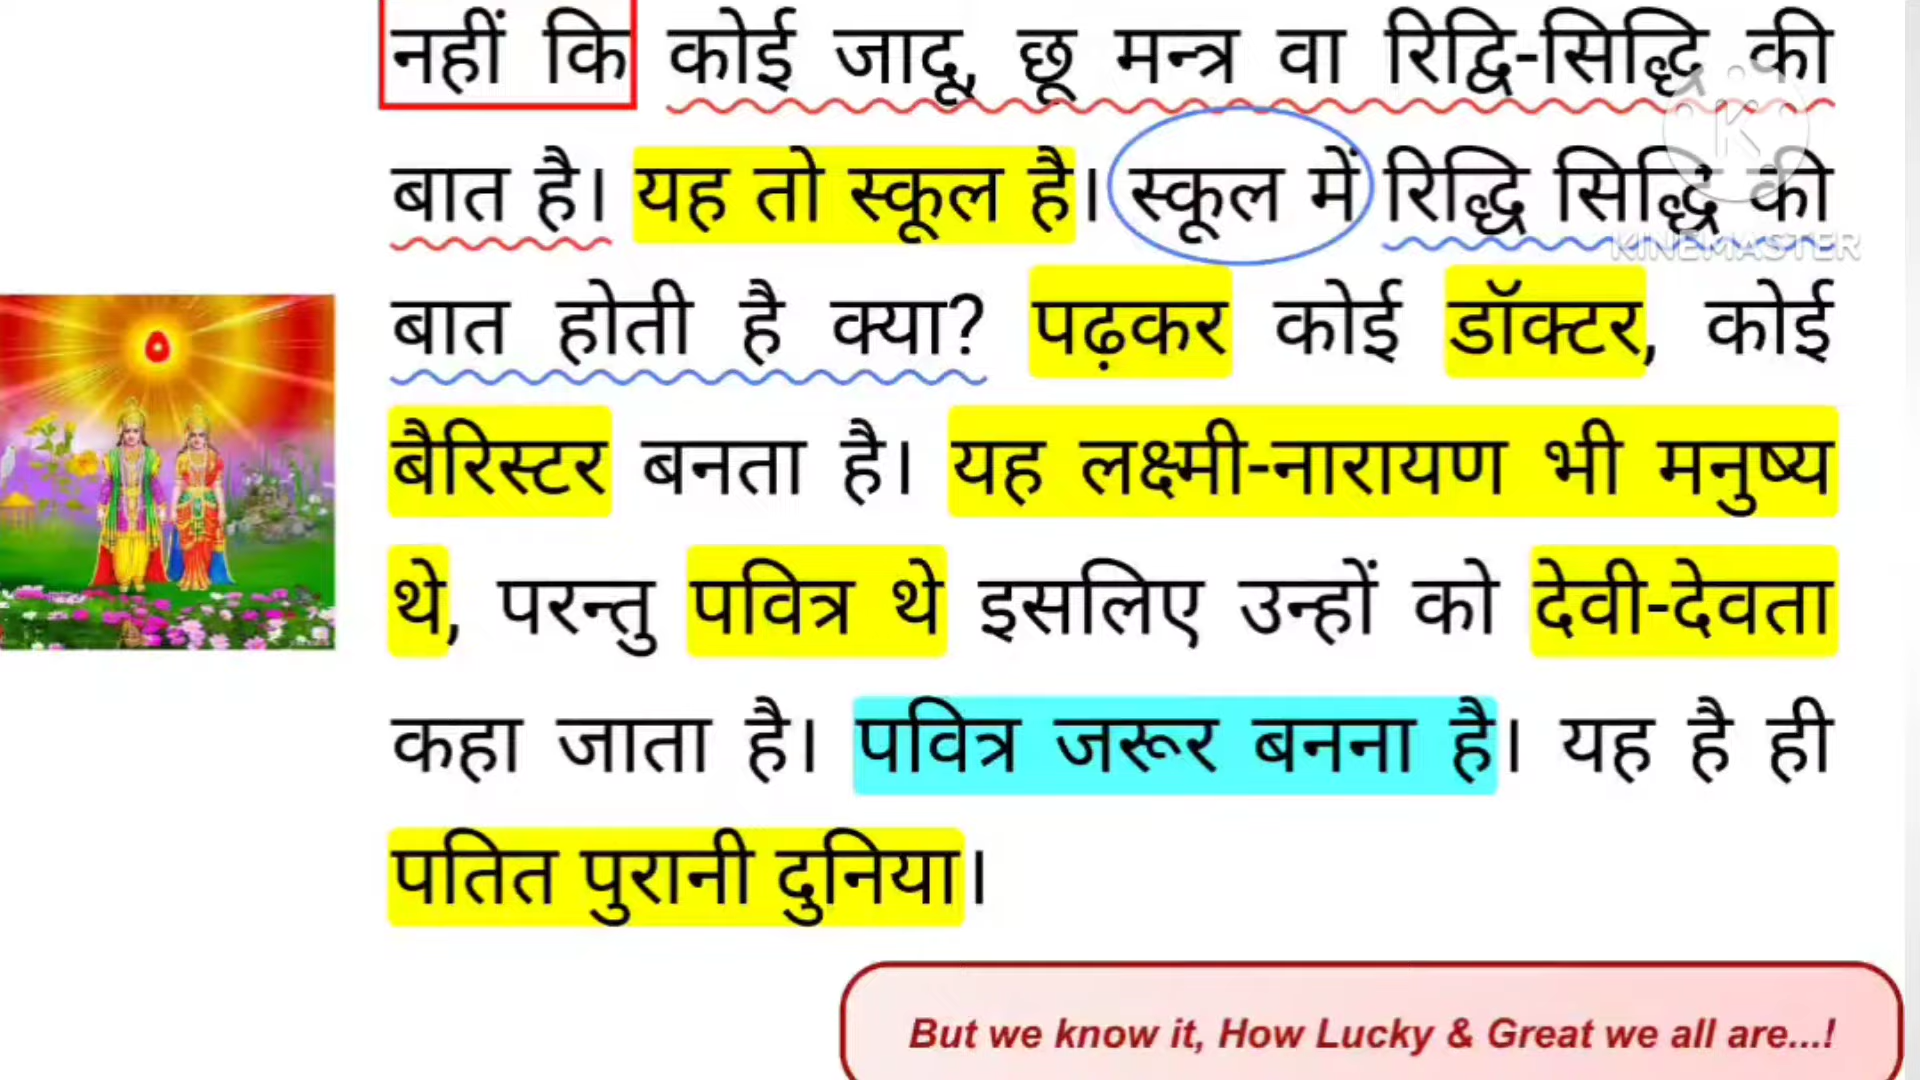 नहीं कि कोई जादू, छू मन्त्र वा रिद्वि-सिद्धि की
बात है। यह तो स्कूल है। स्कूल में रिद्धि सिद्धि की
KINEMASTER
बात होती है क्या? पढ़कर कोई डॉक्टर, कोई
बैरिस्टर बनता है। यह लक्ष्मी-नारायण भी मनुष्य
थे, परन्तु पवित्र थे इसलिए उन्हों को देवी-देवता
कहा जाता है। पवित्र जरूर बनना है। यह है ही
पतित पुरानी दुनिया।
But we know it, How Lucky & Great we all are...!